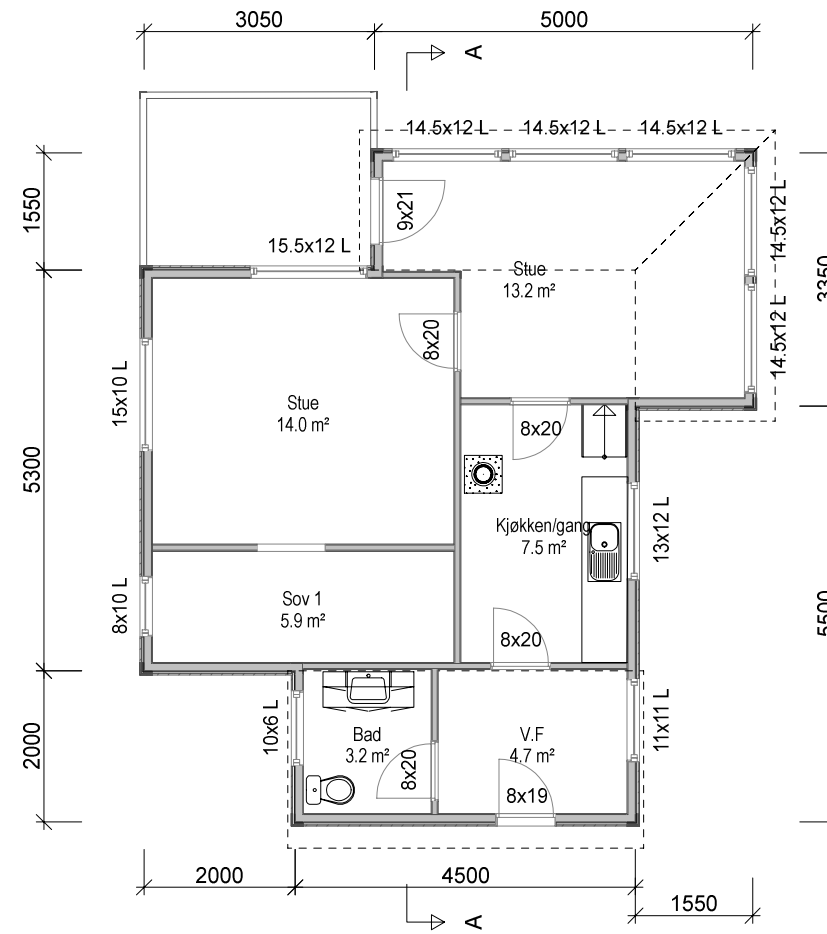 3050
5000
A
14.5x12 L
14.5x12 L
14.5x12 L
1550
9x21
14.5x12 L
15.5x12 L
Stue
13.2 m²
3350
8x20
14.5x12 L
15x10 L
Stue
14.0 m²
8x20
5300
Kjøkken/gang
7.5 m²
13x12 L
8x10 L
Sov 1
5.9 m²
5500
8x20
10x6 L
11x11 L
2000
Bad
3.2 m²
V.F
4.7 m²
8x20
8x19
2000
4500
1550
A